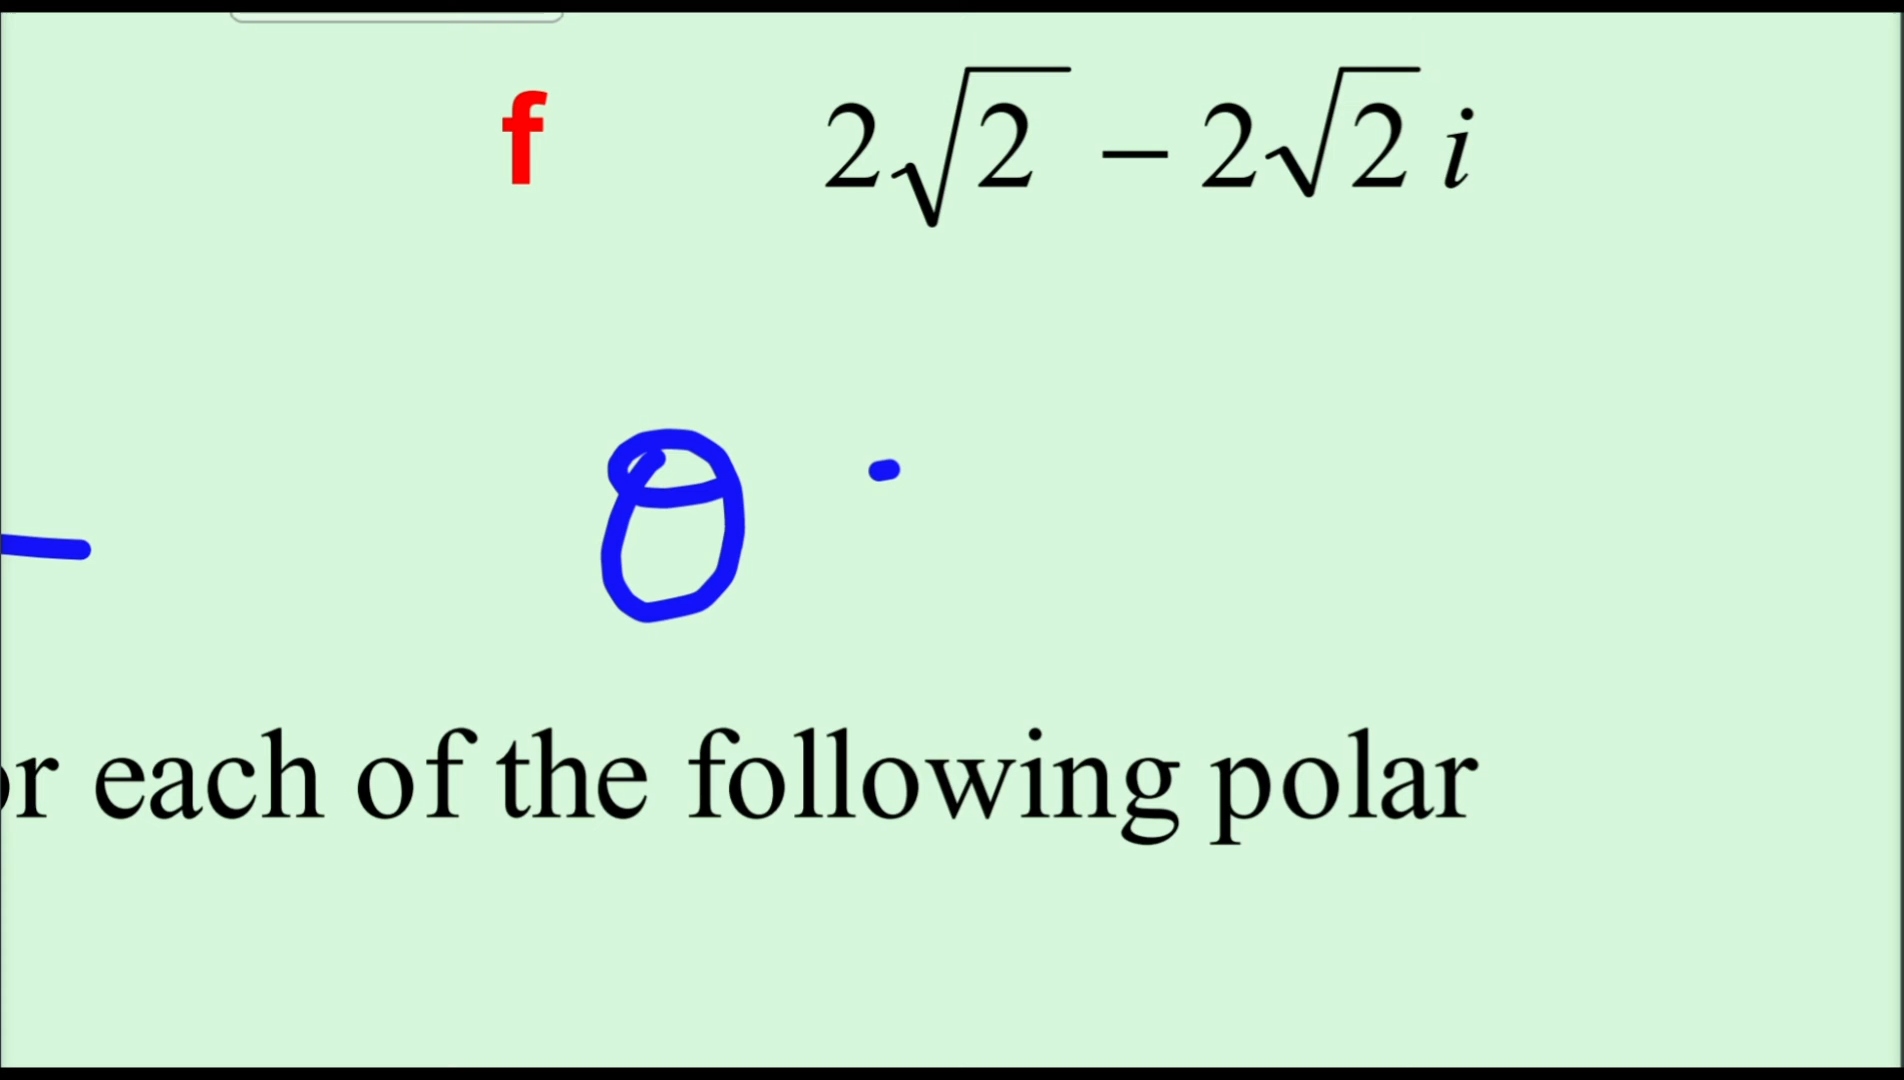 f 2√2 − 2√2 i
θ -
r each of the following polar